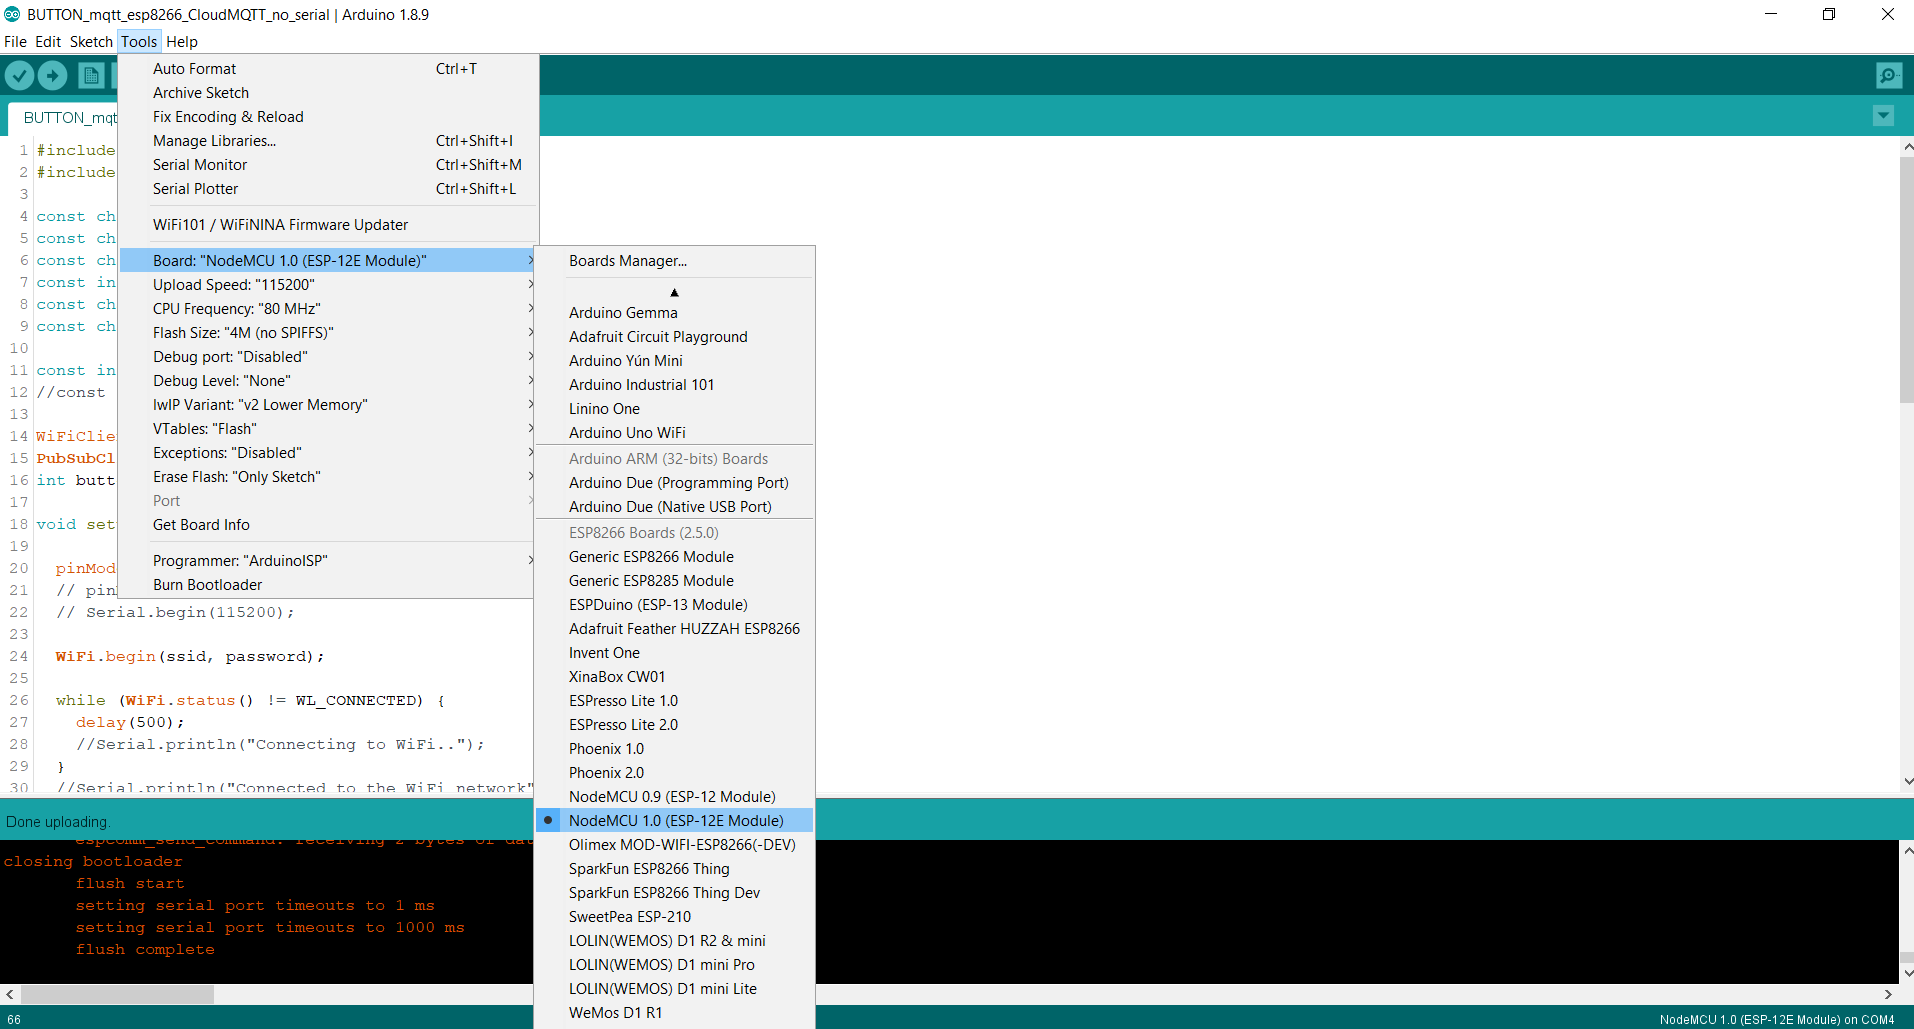 BUTTON_mqtt_esp8266_CloudMQTT_no_serial | Arduino 1.8.9
File Edit Sketch Tools Help
BUTTON_mqt
Auto Format Ctrl+T
Archive Sketch
Fix Encoding & Reload
Manage Libraries... Ctrl+Shift+I
Serial Monitor Ctrl+Shift+M
Serial Plotter Ctrl+Shift+L
WiFi101 / WiFiNINA Firmware Updater
Board: "NodeMCU 1.0 (ESP-12E Module)"
Upload Speed: "115200"
CPU Frequency: "80 MHz"
Flash Size: "4M (no SPIFFS)"
Debug port: "Disabled"
Debug Level: "None"
lwIP Variant: "v2 Lower Memory"
VTables: "Flash"
Exceptions: "Disabled"
Erase Flash: "Only Sketch"
Port
Get Board Info
Programmer: "ArduinoISP"
Burn Bootloader
Boards Manager...
Arduino Gemma
Adafruit Circuit Playground
Arduino Yún Mini
Arduino Industrial 101
Linino One
Arduino Uno WiFi
Arduino ARM (32-bits) Boards
Arduino Due (Programming Port)
Arduino Due (Native USB Port)
ESP8266 Boards (2.5.0)
Generic ESP8266 Module
Generic ESP8285 Module
ESPDuino (ESP-13 Module)
Adafruit Feather HUZZAH ESP8266
Invent One
XinaBox CW01
ESPresso Lite 1.0
ESPresso Lite 2.0
Phoenix 1.0
Phoenix 2.0
NodeMCU 0.9 (ESP-12 Module)
NodeMCU 1.0 (ESP-12E Module)
Olimex MOD-WIFI-ESP8266(-DEV)
SparkFun ESP8266 Thing
SparkFun ESP8266 Thing Dev
SweetPea ESP-210
LOLIN(WEMOS) D1 R2 & mini
LOLIN(WEMOS) D1 mini Pro
LOLIN(WEMOS) D1 mini Lite
WeMos D1 R1
1 #include
2 #include
3
4 const ch
5 const ch
6 const ch
7 const in
8 const ch
9 const ch
10
11 const in
12 //const
13
14 WiFiClie
15 PubSubCl
16 int butt
17
18 void set
19
20 pinMod
21 // pin
22 // Serial.begin(115200);
23
24 WiFi.begin(ssid, password);
25
26 while (WiFi.status() != WL_CONNECTED) {
27 delay(500);
28 //Serial.println("Connecting to WiFi..");
29 }
30 //Serial.println("Connected to the WiFi network"
Done uploading.
espcomm_send_command: receiving 2 bytes of dat
closing bootloader
flush start
setting serial port timeouts to 1 ms
setting serial port timeouts to 1000 ms
flush complete
66
NodeMCU 1.0 (ESP-12E Module) on COM4